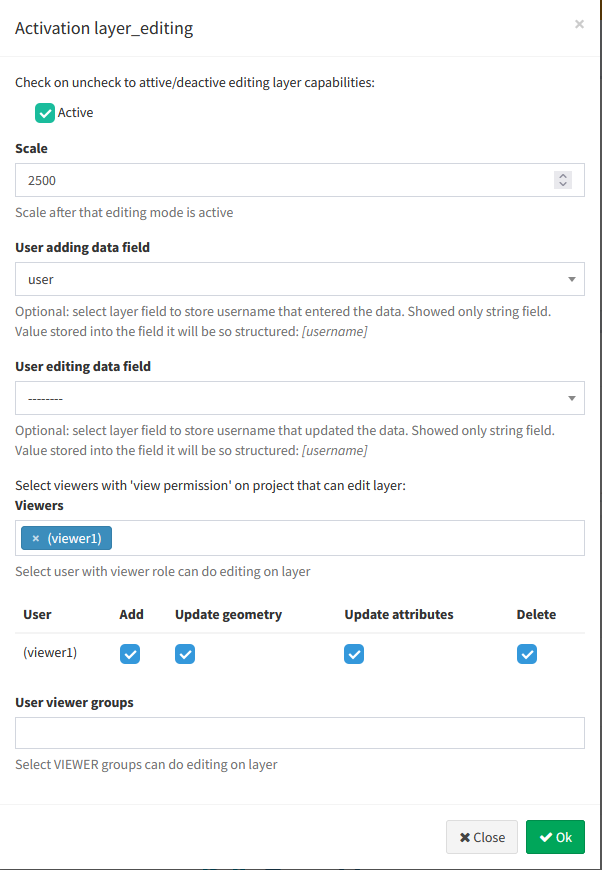 Activation layer_editing
×
Check on uncheck to attive/deactive editing layer capabilities:
Active
Scale
2500
Scale after that editing mode is active
User adding data field
user
Optional: select layer field to store username that entered the data. Showed only string field.
Value stored into the field it will be so structured: [username]
User editing data field
--------
Optional: select layer field to store username that updated the data. Showed only string field.
Value stored into the field it will be so structured: [username]
Select viewers with 'view permission' on project that can edit layer:
Viewers
× (viewer1)
Select user with viewer role can do editing on layer
User Add Update geometry Update attributes Delete
(viewer1)
User viewer groups
Select VIEWER groups can do editing on layer
Close Ok